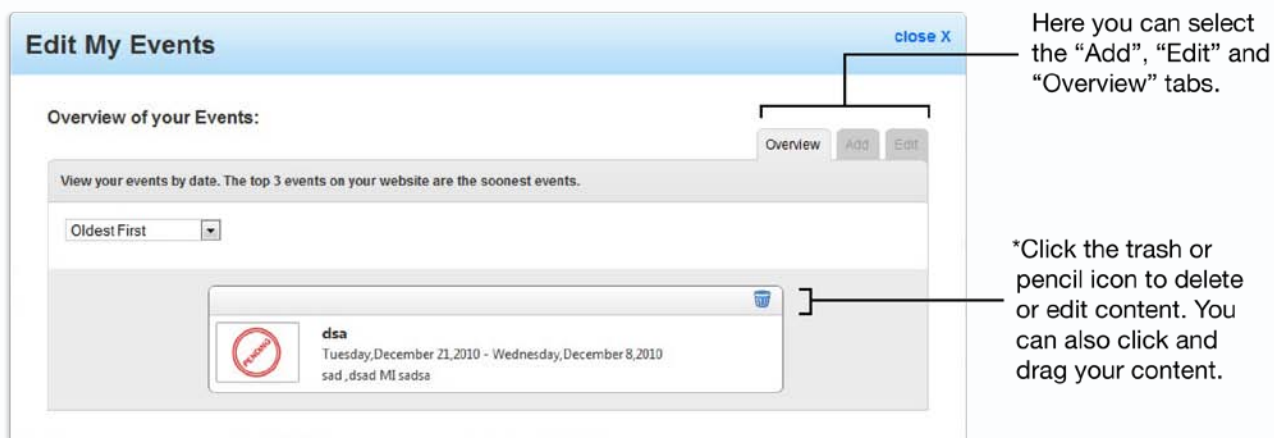 Edit My Events
close X
Here you can select
the “Add”, “Edit” and
“Overview” tabs.
Overview of your Events:
Overview
Add
Edit
View your events by date. The top 3 events on your website are the soonest events.
Oldest First
*Click the trash or
pencil icon to delete
or edit content. You
can also click and
drag your content.
PENDING
dsa
Tuesday,December 21,2010 - Wednesday,December 8,2010
sad ,dsad MI sadsa